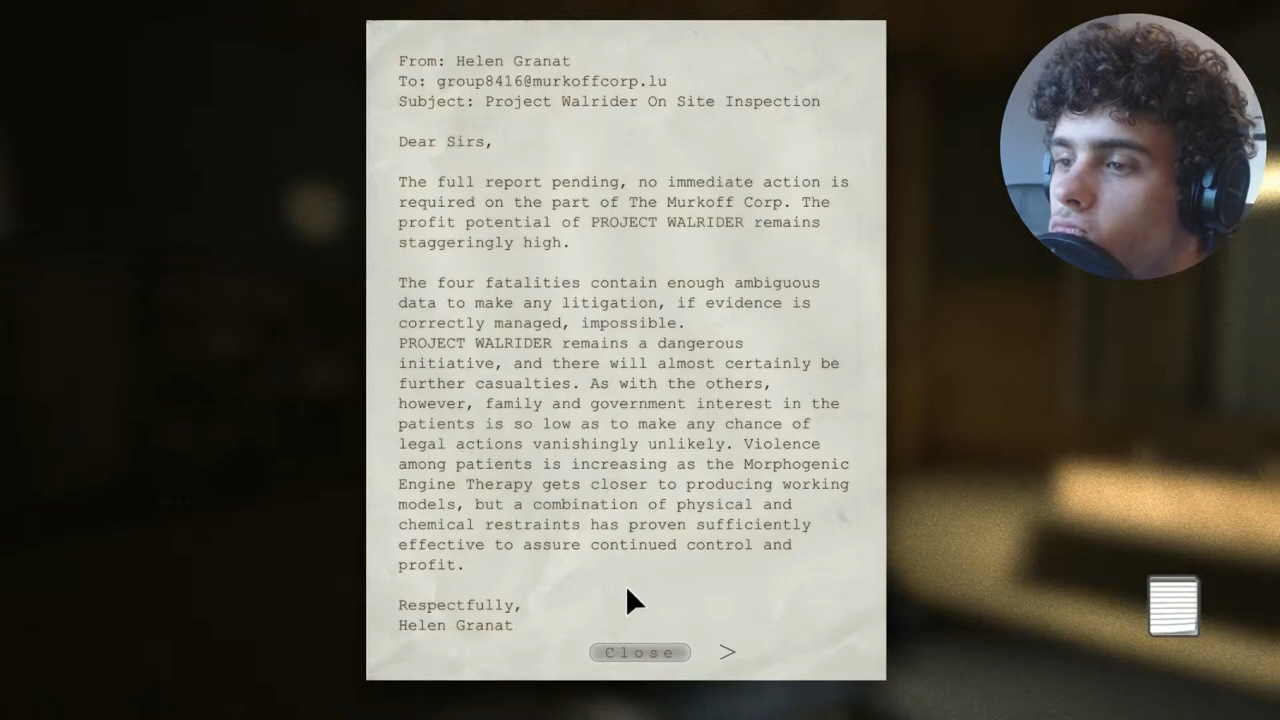 From: Helen Granat
To: group8416@murkoffcorp.lu
Subject: Project Walrider On Site Inspection
Dear Sirs,
The full report pending, no immediate action is
required on the part of The Murkoff Corp. The
profit potential of PROJECT WALRIDER remains
staggeringly high.
The four fatalities contain enough ambiguous
data to make any litigation, if evidence is
correctly managed, impossible.
PROJECT WALRIDER remains a dangerous
initiative, and there will almost certainly be
further casualties. As with the others,
however, family and government interest in the
patients is so low as to make any chance of
legal actions vanishingly unlikely. Violence
among patients is increasing as the Morphogenic
Engine Therapy gets closer to producing working
models, but a combination of physical and
chemical restraints has proven sufficiently
effective to assure continued control and
profit.
Respectfully,
Helen Granat
Close >